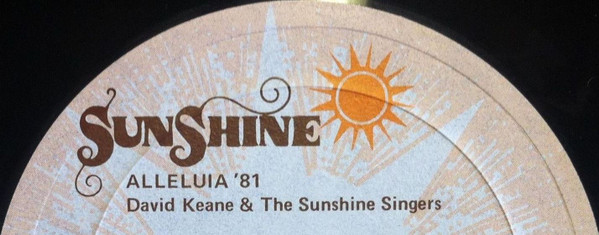 SUNSHINE
ALLELUIA '81
David Keane & The Sunshine Singers